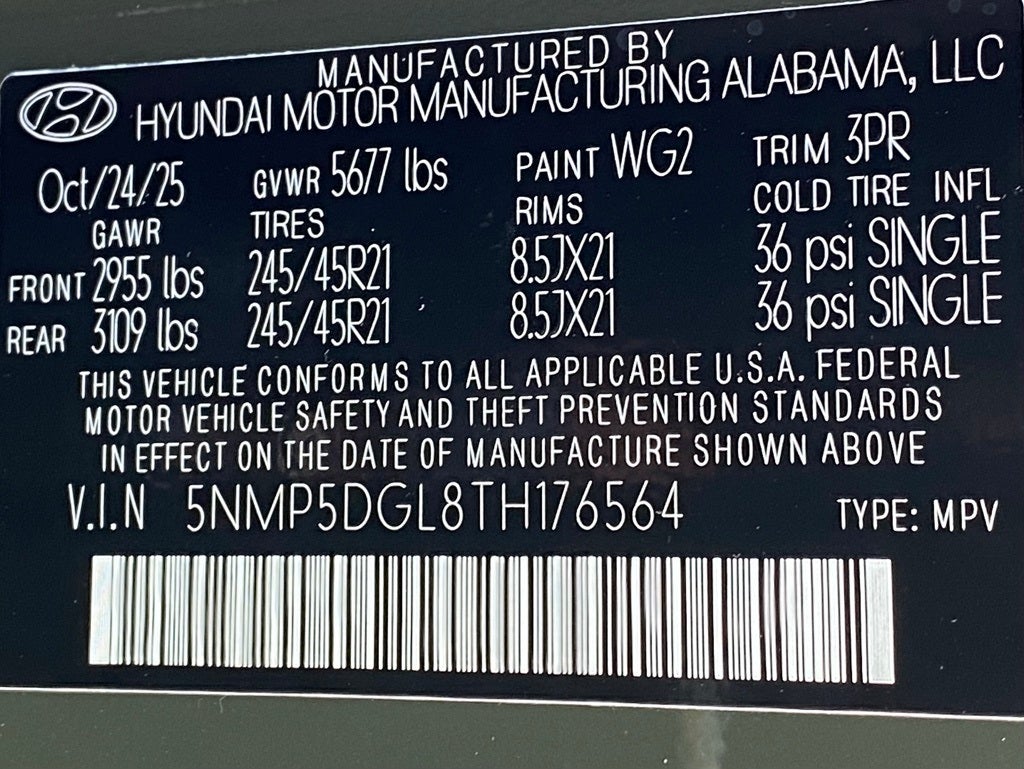 MANUFACTURED BY
HYUNDAI MOTOR MANUFACTURING ALABAMA, LLC
Oct/24/25 GVWR 5677 lbs PAINT WG2 TRIM 3PR
GAWR TIRES RIMS COLD TIRE INFL
FRONT 2955 lbs 245/45R21 8.5JX21 36 psi SINGLE
REAR 3109 lbs 245/45R21 8.5JX21 36 psi SINGLE
THIS VEHICLE CONFORMS TO ALL APPLICABLE U.S.A. FEDERAL
MOTOR VEHICLE SAFETY AND THEFT PREVENTION STANDARDS
IN EFFECT ON THE DATE OF MANUFACTURE SHOWN ABOVE
V.I.N 5NMP5DGL8TH176564 TYPE: MPV